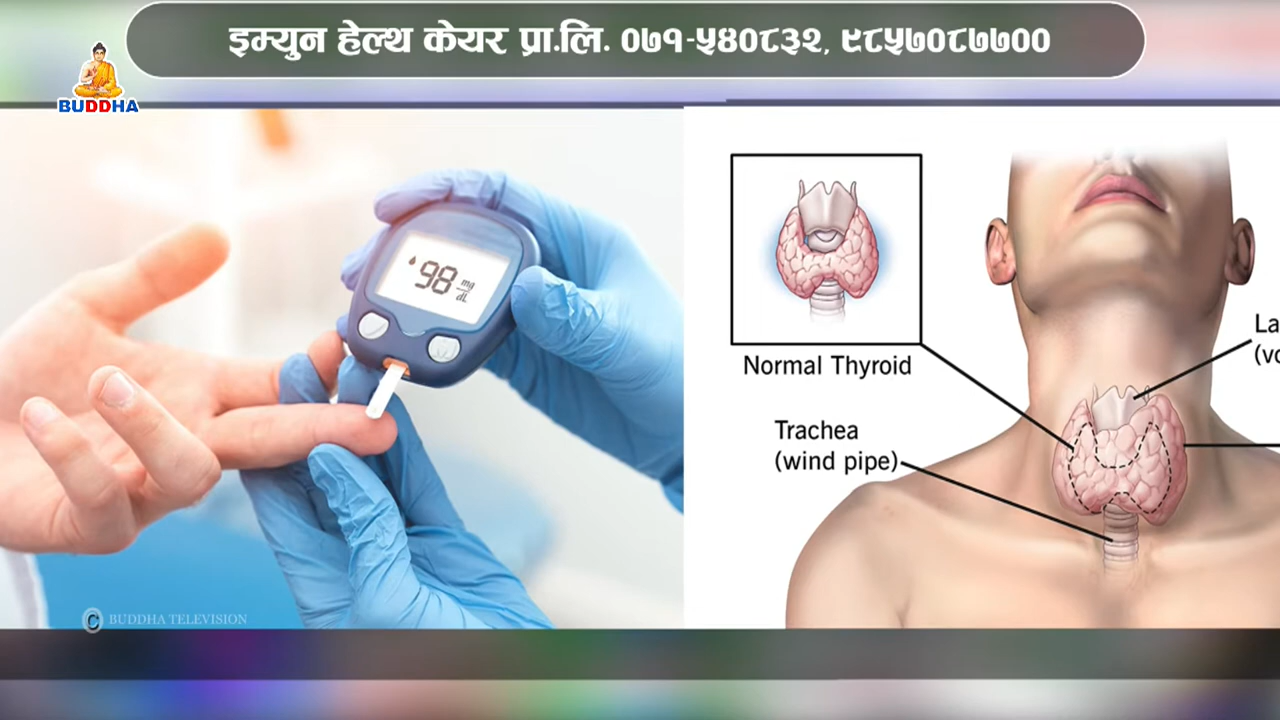 इम्युन हेल्थ केयर प्रा.लि. ०७१-५४०८३२, ९८५७०८७७००
BUDDHA
98 mg/dL
Normal Thyroid
Trachea
(wind pipe)
© BUDDHA TELEVISION